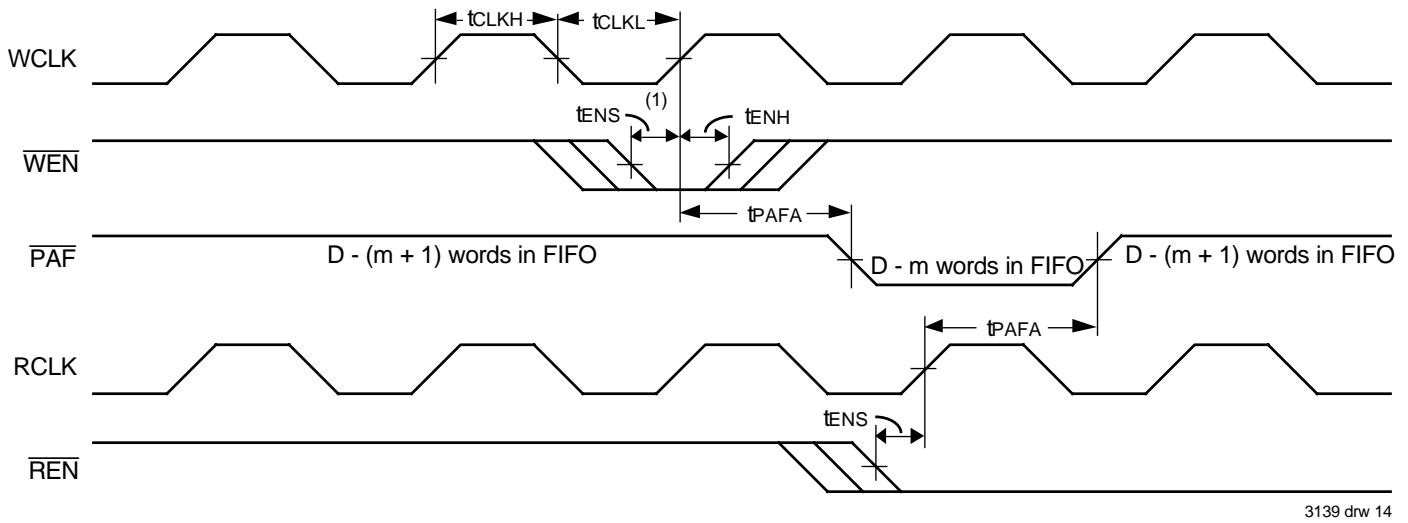 tCLKH tCLKL
WCLK
(1)
tENS tENH
WEN
tPAFA
PAF D - (m + 1) words in FIFO D - m words in FIFO D - (m + 1) words in FIFO
tPAFA
RCLK
tENS
REN
3139 drw 14